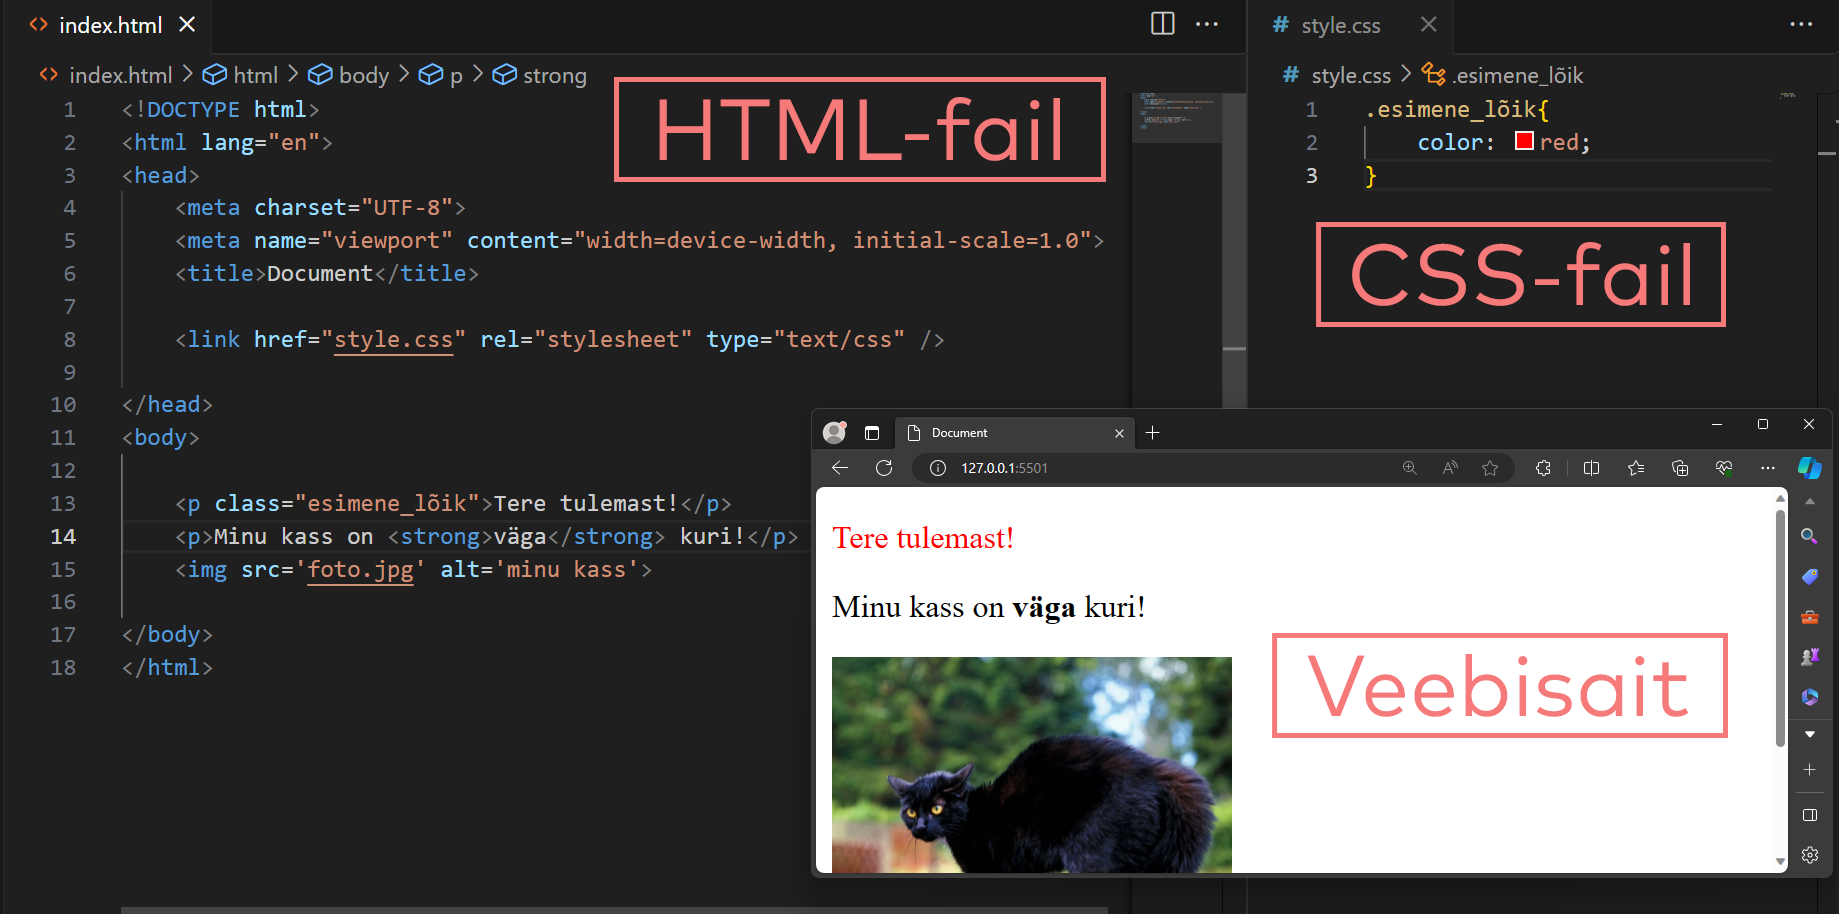 index.html
index.html > html > body > p > strong
HTML-fail
1 <!DOCTYPE html>
2 <html lang="en">
3 <head>
4 <meta charset="UTF-8">
5 <meta name="viewport" content="width=device-width, initial-scale=1.0">
6 <title>Document</title>
7
8 <link href="style.css" rel="stylesheet" type="text/css" />
9
10 </head>
11 <body>
12
13 <p class="esimene_lõik">Tere tulemast!</p>
14 <p>Minu kass on <strong>väga</strong> kuri!</p>
15 <img src='foto.jpg' alt='minu kass'>
16
17 </body>
18 </html>
# style.css
# style.css > .esimene_lõik
1 .esimene_lõik{
2 color: red;
3 }
CSS-fail
Document
127.0.0.1:5501
Tere tulemast!
Minu kass on väga kuri!
Veebisait